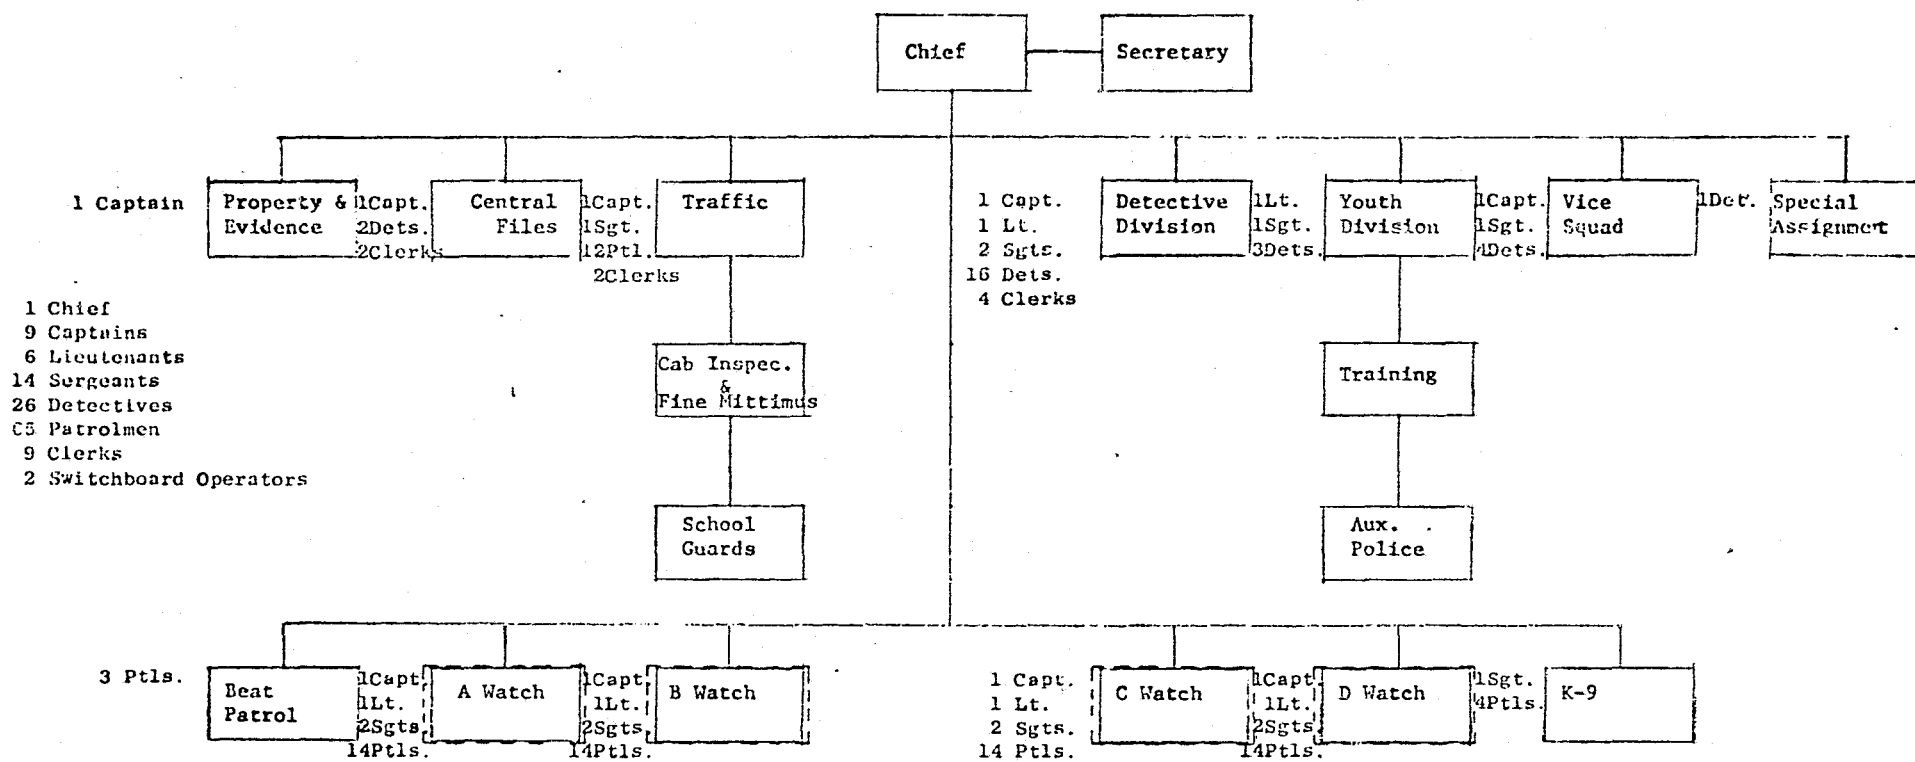 Chief
Secretary
1 Captain
Property &
Evidence
1Capt.
2Dets.
2Clerks
Central
Files
1Capt.
1Sgt.
12Ptl.
2Clerks
Traffic
1 Capt.
1 Lt.
2 Sgts.
16 Dets.
4 Clerks
Detective
Division
1Lt.
1Sgt.
3Dets.
Youth
Division
1Capt.
1Sgt.
4Dets.
Vice
Squad
1Det.
Special
Assignment
1 Chief
9 Captains
6 Lieutenants
14 Sergeants
26 Detectives
Patrolmen
9 Clerks
2 Switchboard Operators
Cab Inspec.
&
Fine Mittimus
Training
School
Guards
Aux.
Police
3 Ptls.
Beat
Patrol
1Capt.
1Lt.
2Sgts.
14Ptls.
A Watch
1Capt.
1Lt.
2Sgts.
14Ptls.
B Watch
1 Capt.
1 Lt.
2 Sgts.
14 Ptls.
C Watch
1Capt.
1Lt.
2Sgts.
14Ptls.
D Watch
1Sgt.
4Ptls.
K-9